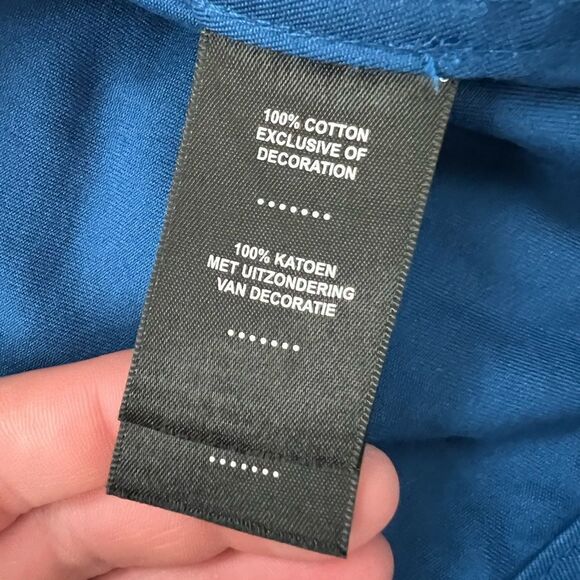 100% COTTON
EXCLUSIVE OF
DECORATION
.......
100% KATOEN
MET UITZONDERING
VAN DECORATIE
.......
.......